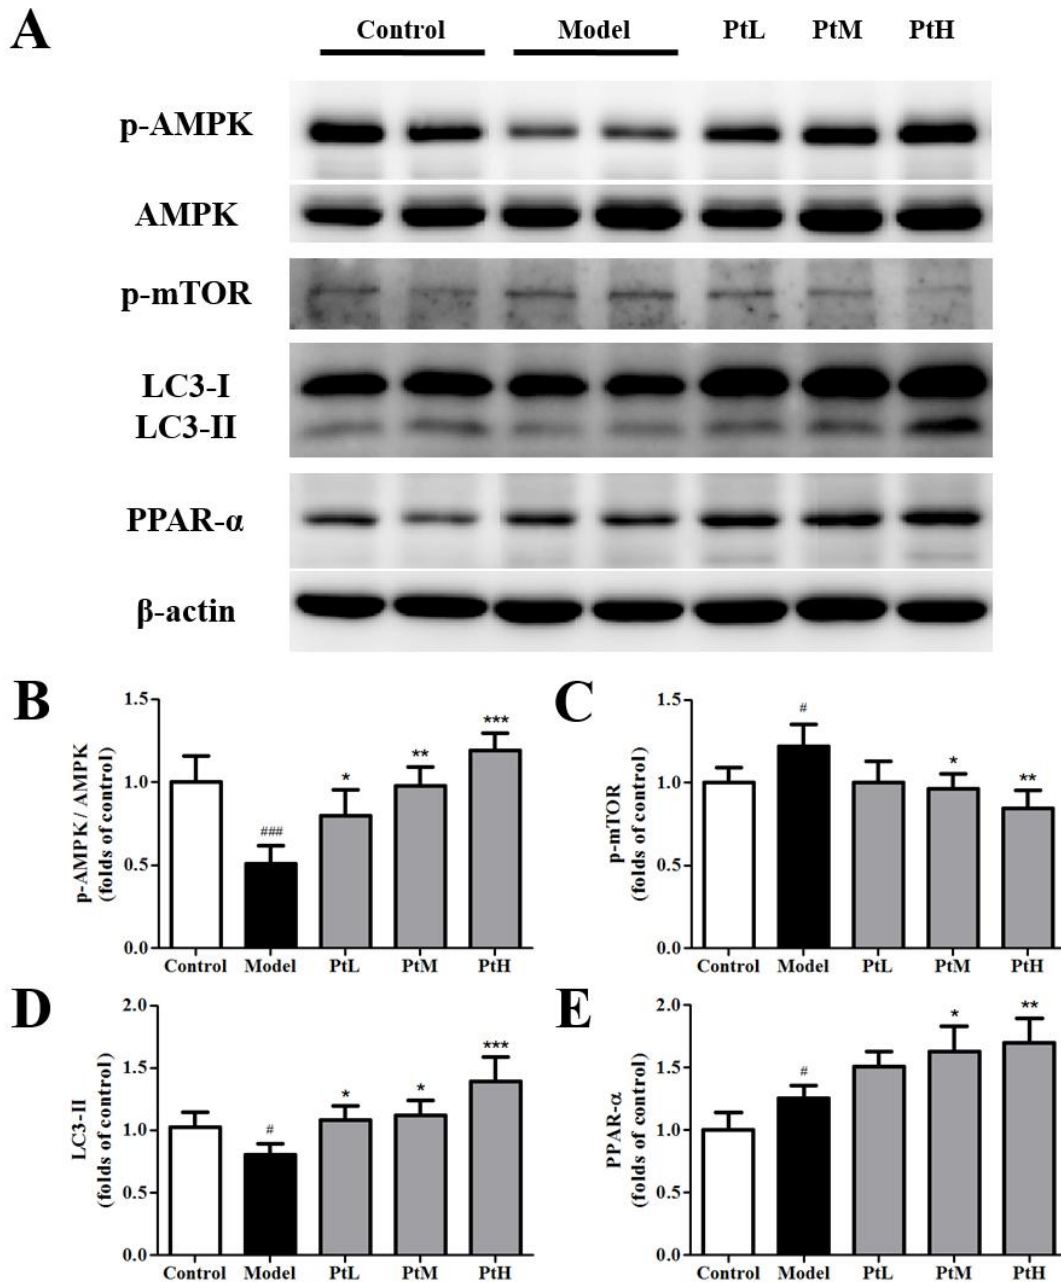 A
Control Model PtL PtM PtH
p-AMPK
AMPK
p-mTOR
LC3-I
LC3-II
PPAR-α
β-actin
B
p-AMPK / AMPK
(folds of control)
1.5
1.0
0.5
0.0
###
*
**
***
Control Model PtL PtM PtH
C
p-mTOR
(folds of control)
1.5
1.0
0.5
0.0
#
*
**
Control Model PtL PtM PtH
D
LC3-II
(folds of control)
2.0
1.5
1.0
0.5
0.0
#
*
*
***
Control Model PtL PtM PtH
E
PPAR-α
(folds of control)
2.0
1.5
1.0
0.5
0.0
#
*
**
Control Model PtL PtM PtH